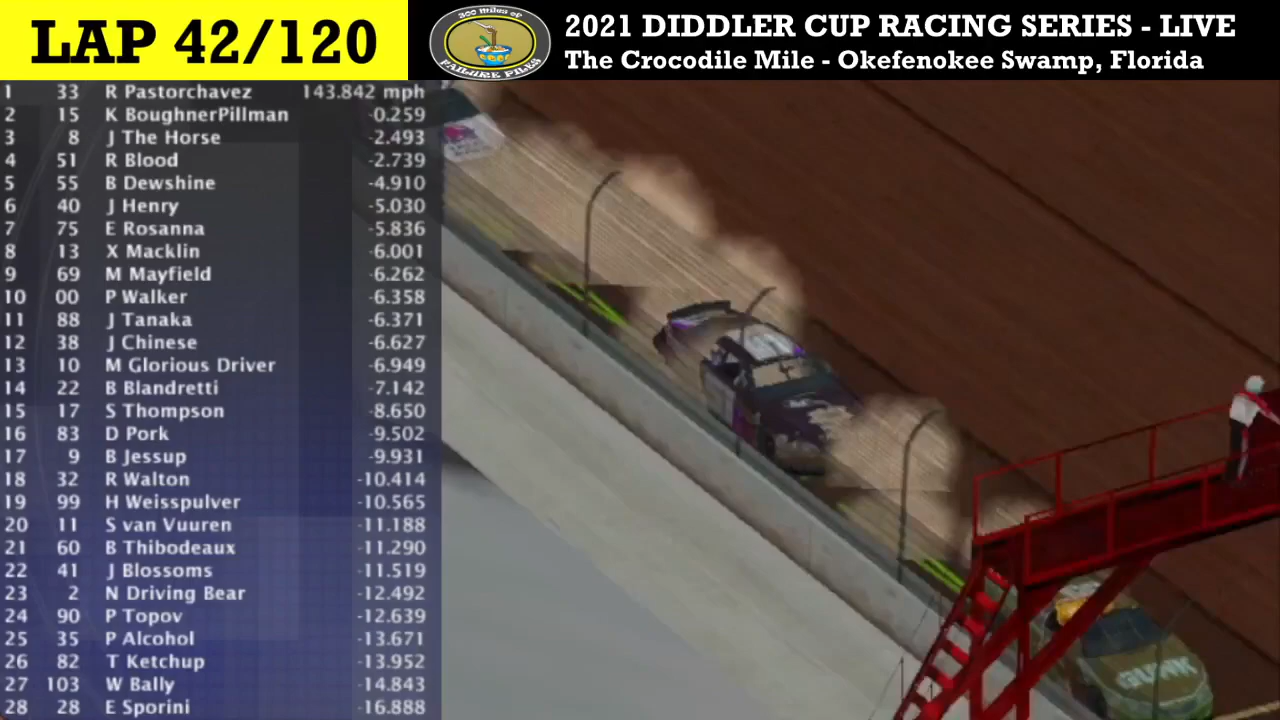 LAP 42/120
300 Miles of
FAILURE PILES
2021 DIDDLER CUP RACING SERIES - LIVE
The Crocodile Mile - Okefenokee Swamp, Florida
1 33 R Pastorchavez 143.842 mph
2 15 K BoughnerPillman -0.259
3 8 J The Horse -2.493
4 51 R Blood -2.739
5 55 B Dewshine -4.910
6 40 J Henry -5.030
7 75 E Rosanna -5.836
8 13 X Macklin -6.001
9 69 M Mayfield -6.262
10 00 P Walker -6.358
11 88 J Tanaka -6.371
12 38 J Chinese -6.627
13 10 M Glorious Driver -6.949
14 22 B Blandretti -7.142
15 17 S Thompson -8.650
16 83 D Pork -9.502
17 9 B Jessup -9.931
18 32 R Walton -10.414
19 99 H Weisspulver -10.565
20 11 S van Vuuren -11.188
21 60 B Thibodeaux -11.290
22 41 J Blossoms -11.519
23 2 N Driving Bear -12.492
24 90 P Topov -12.639
25 35 P Alcohol -13.671
26 82 T Ketchup -13.952
27 103 W Bally -14.843
28 28 E Sporini -16.888